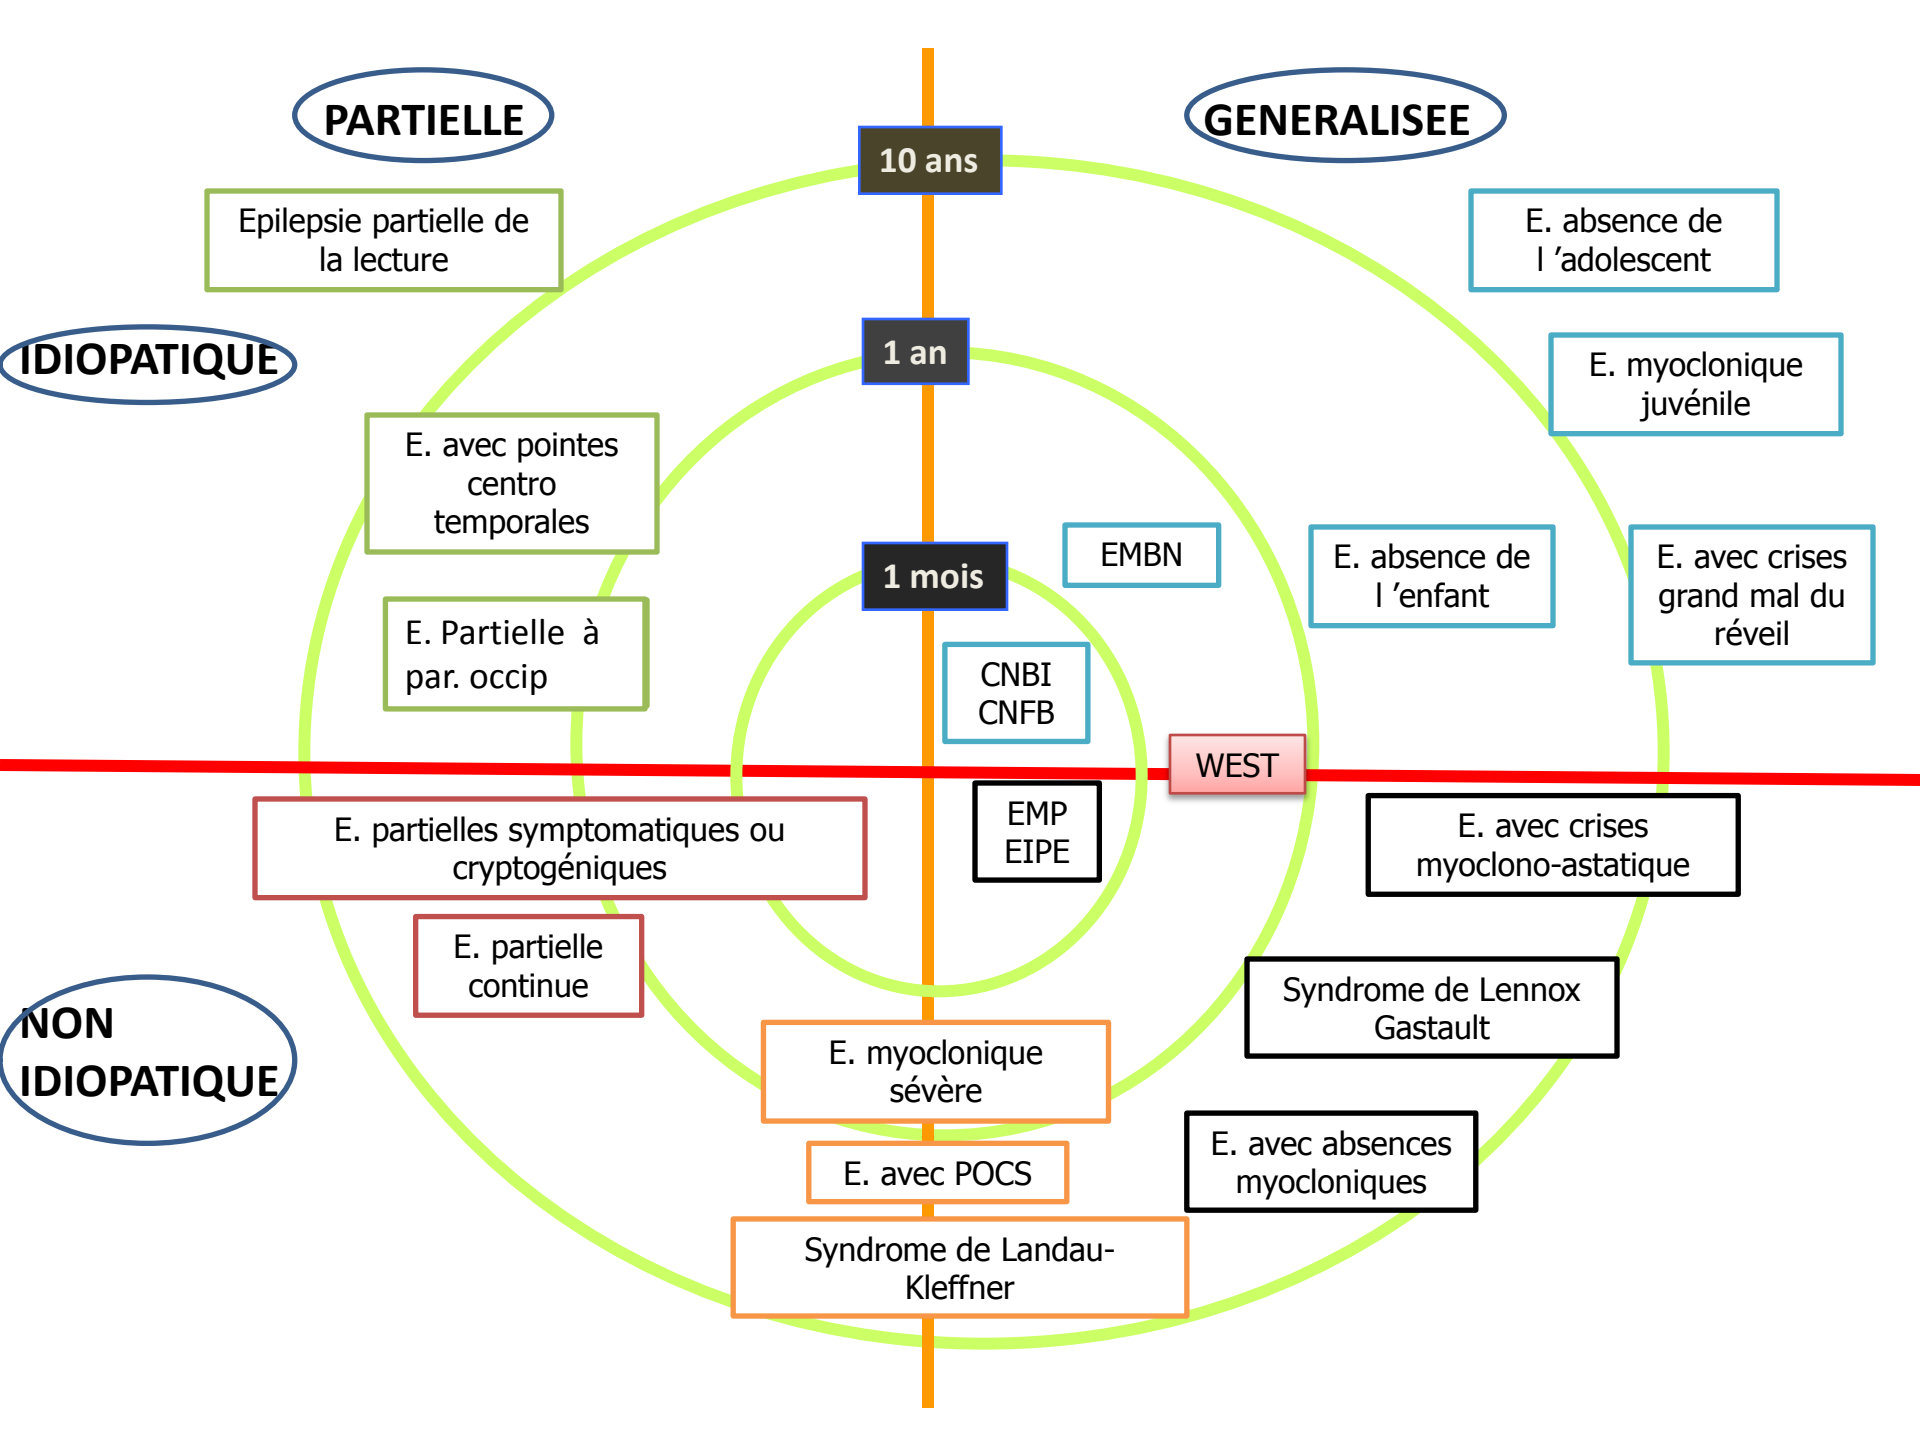 PARTIELLE
GENERALISEE
10 ans
Epilepsie partielle de
la lecture
E. absence de
l ’adolescent
IDIOPATIQUE
1 an
E. myoclonique
juvénile
E. avec pointes
centro
temporales
1 mois
EMBN
E. absence de
l ’enfant
E. avec crises
grand mal du
réveil
E. Partielle à
par. occip
CNBI
CNFB
WEST
E. partielles symptomatiques ou
cryptogéniques
EMP
EIPE
E. avec crises
myoclono-astatique
E. partielle
continue
Syndrome de Lennox
Gastault
NON
IDIOPATIQUE
E. myoclonique
sévère
E. avec POCS
E. avec absences
myocloniques
Syndrome de Landau-
Kleffner